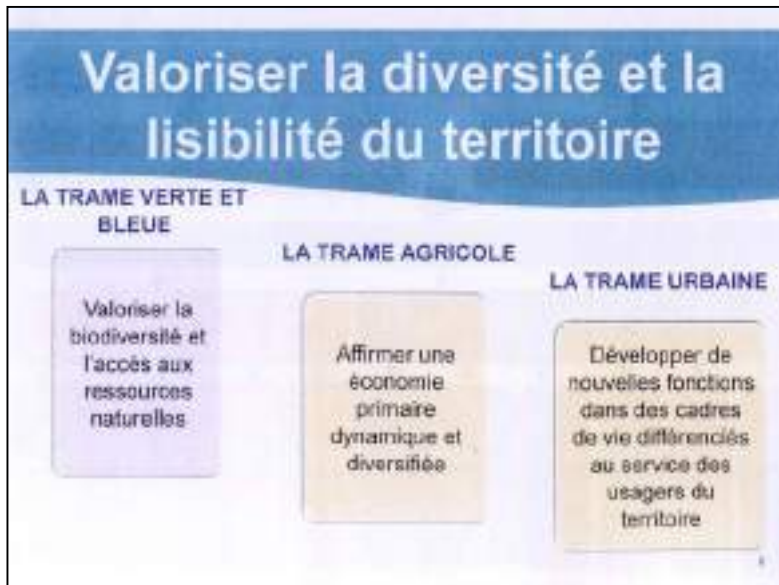 Valoriser la diversité et la
lisibilité du territoire
LA TRAME VERTE ET
BLEUE
Valoriser la
biodiversité et
l'accès aux
ressources
naturelles
LA TRAME AGRICOLE
Affirmer une
économie
primaire
dynamique et
diversifiée
LA TRAME URBAINE
Développer de
nouvelles fonctions
dans des cadres
de vie différenciés
au service des
usagers du
territoire